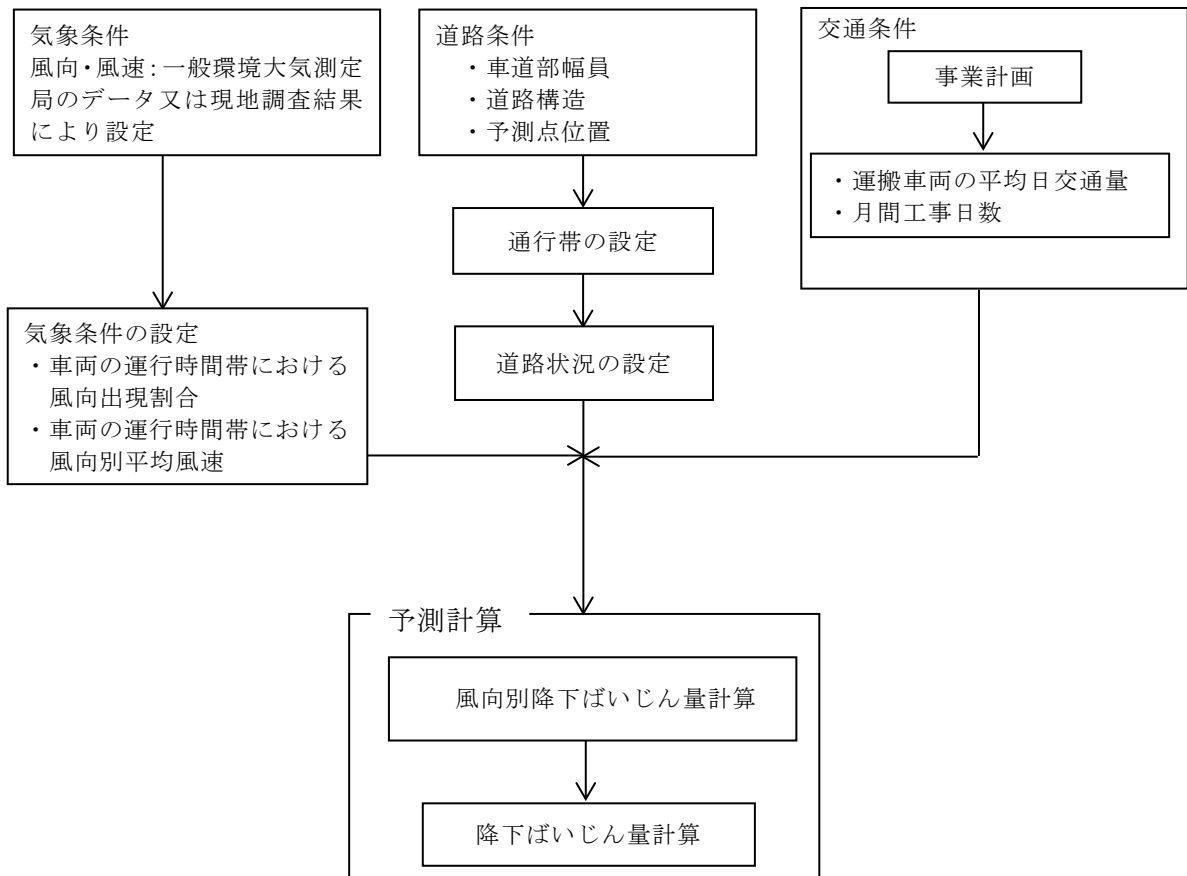 気象条件
風向・風速：一般環境大気測定
局のデータ又は現地調査結果
により設定
道路条件
・車道部幅員
・道路構造
・予測点位置
交通条件
事業計画
・運搬車両の平均日交通量
・月間工事日数
通行帯の設定
道路状況の設定
気象条件の設定
・車両の運行時間帯における
風向出現割合
・車両の運行時間帯における
風向別平均風速
予測計算
風向別降下ばいじん量計算
降下ばいじん量計算